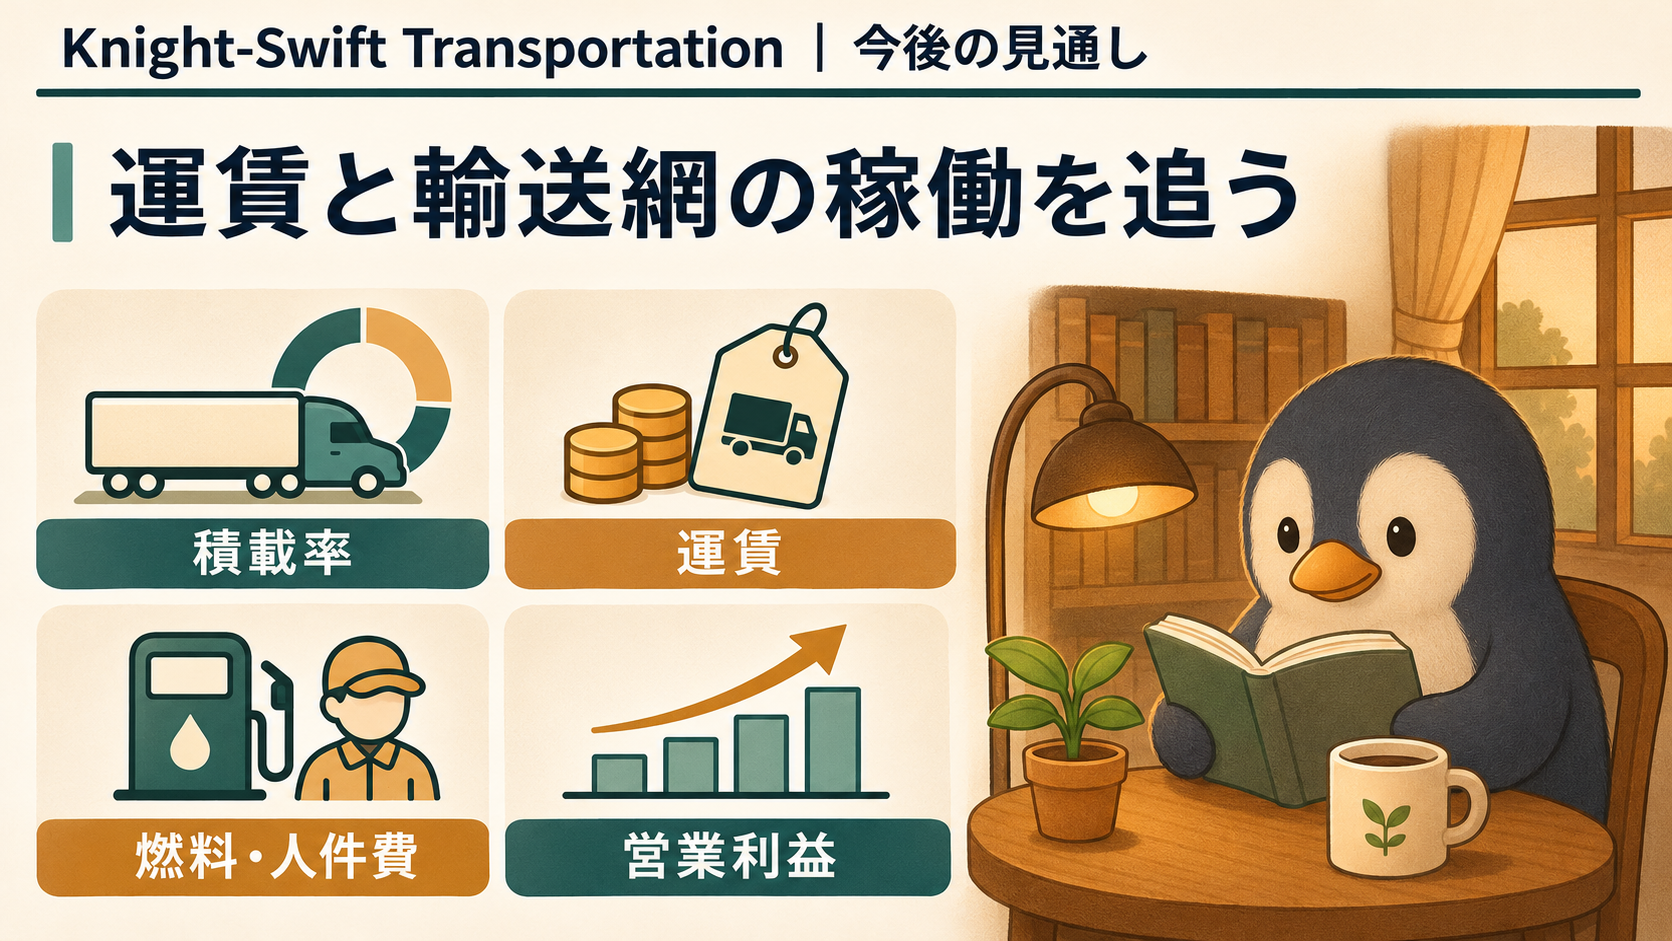 Knight-Swift Transportation｜今後の見通し
運賃と輸送網の稼働を追う
積載率
運賃
燃料・人件費
営業利益